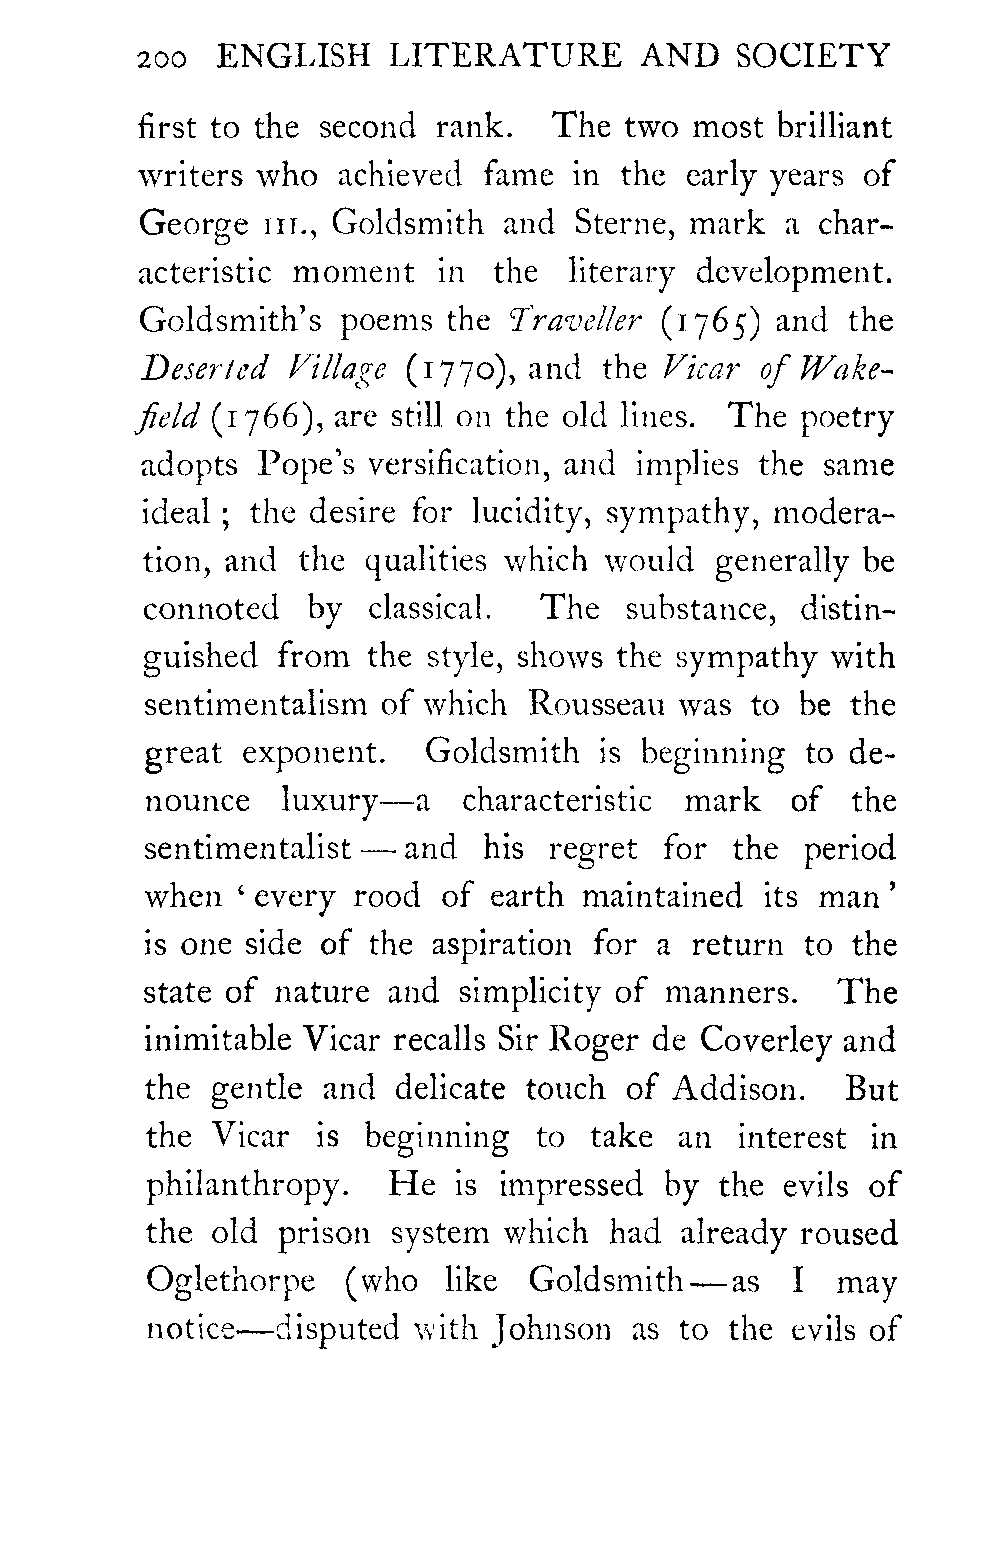 200 ENGLISH LITERATURE AND SOCIETY
first to the second rank. The two most brilliant
writers who achieved fame in the early years of
George III., Goldsmith and Sterne, mark a char-
acteristic moment in the literary development.
Goldsmith's poems the Traveller (1765) and the
Deserted Village (1770), and the Vicar of Wake-
field (1766), are still on the old lines. The poetry
adopts Pope's versification, and implies the same
ideal ; the desire for lucidity, sympathy, modera-
tion, and the qualities which would generally be
connoted by classical. The substance, distin-
guished from the style, shows the sympathy with
sentimentalism of which Rousseau was to be the
great exponent. Goldsmith is beginning to de-
nounce luxury—a characteristic mark of the
sentimentalist — and his regret for the period
when ‘ every rood of earth maintained its man ’
is one side of the aspiration for a return to the
state of nature and simplicity of manners. The
inimitable Vicar recalls Sir Roger de Coverley and
the gentle and delicate touch of Addison. But
the Vicar is beginning to take an interest in
philanthropy. He is impressed by the evils of
the old prison system which had already roused
Oglethorpe (who like Goldsmith—as I may
notice—disputed with Johnson as to the evils of